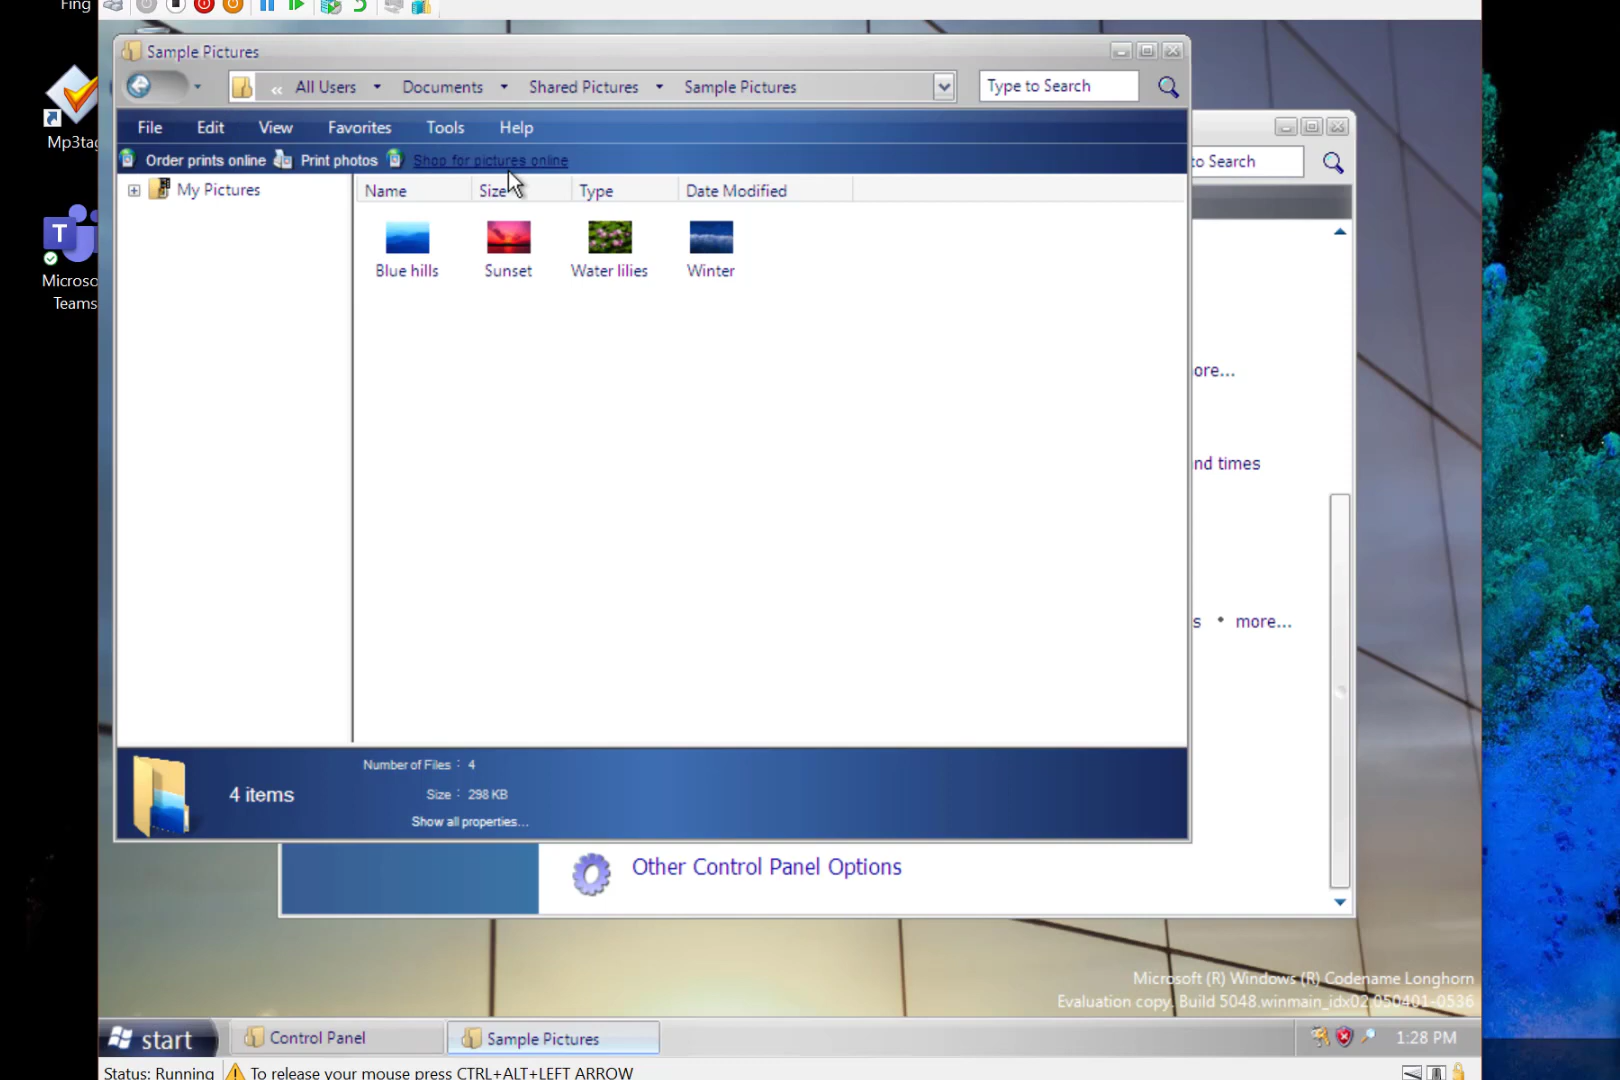 Fing
Mp3tag
Microso
Teams
Sample Pictures
« All Users Documents Shared Pictures Sample Pictures
Type to Search
File Edit View Favorites Tools Help
Order prints online Print photos Shop for pictures online
to Search
My Pictures
Name Size Type Date Modified
Blue hills Sunset Water lilies Winter
ore...
nd times
s • more...
4 items
Number of Files : 4
Size : 298 KB
Show all properties...
Other Control Panel Options
Microsoft (R) Windows (R) Codename Longhorn
Evaluation copy. Build 5048.winmain_idx02.050401-0536
start Control Panel Sample Pictures 1:28 PM
Status: Running To release your mouse press CTRL+ALT+LEFT ARROW